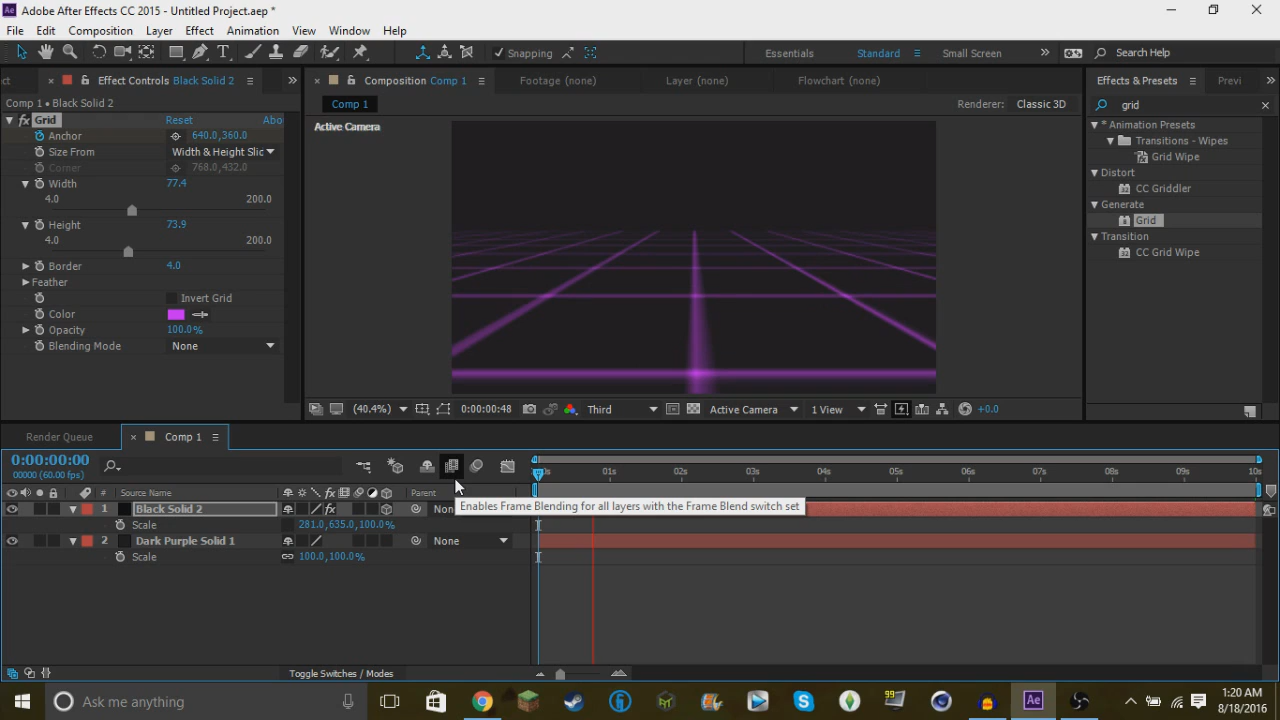 Adobe After Effects CC 2015 - Untitled Project.aep *
File Edit Composition Layer Effect Animation View Window Help
Snapping Essentials Standard Small Screen Search Help
ct Effect Controls Black Solid 2 Composition Comp 1 Footage (none) Layer (none) Flowchart (none) Effects & Presets Previ
Comp 1 • Black Solid 2 Comp 1 Renderer: Classic 3D grid
fx Grid Reset Abo Active Camera * Animation Presets
Anchor 640.0,360.0 Transitions - Wipes
Size From Width & Height Slic Grid Wipe
Corner 768.0,432.0 Distort
Width 77.4 CC Griddler
4.0 200.0 Generate
Height 73.9 Grid
4.0 200.0 Transition
Border 4.0 CC Grid Wipe
Feather
Invert Grid
Color
Opacity 100.0%
Blending Mode None
(40.4%) 0:00:00:48 Third Active Camera 1 View +0.0
Render Queue Comp 1
0:00:00:00
00000 (60.00 fps) 01s 02s 03s 04s 05s 06s 07s 08s 09s 10s
# Source Name Parent
1 Black Solid 2 fx Non
Enables Frame Blending for all layers with the Frame Blend switch set
Scale 281.0,635.0,100.0%
2 Dark Purple Solid 1 None
Scale 100.0,100.0%
Toggle Switches / Modes
Ask me anything 99 Ae 1:20 AM
8/18/2016